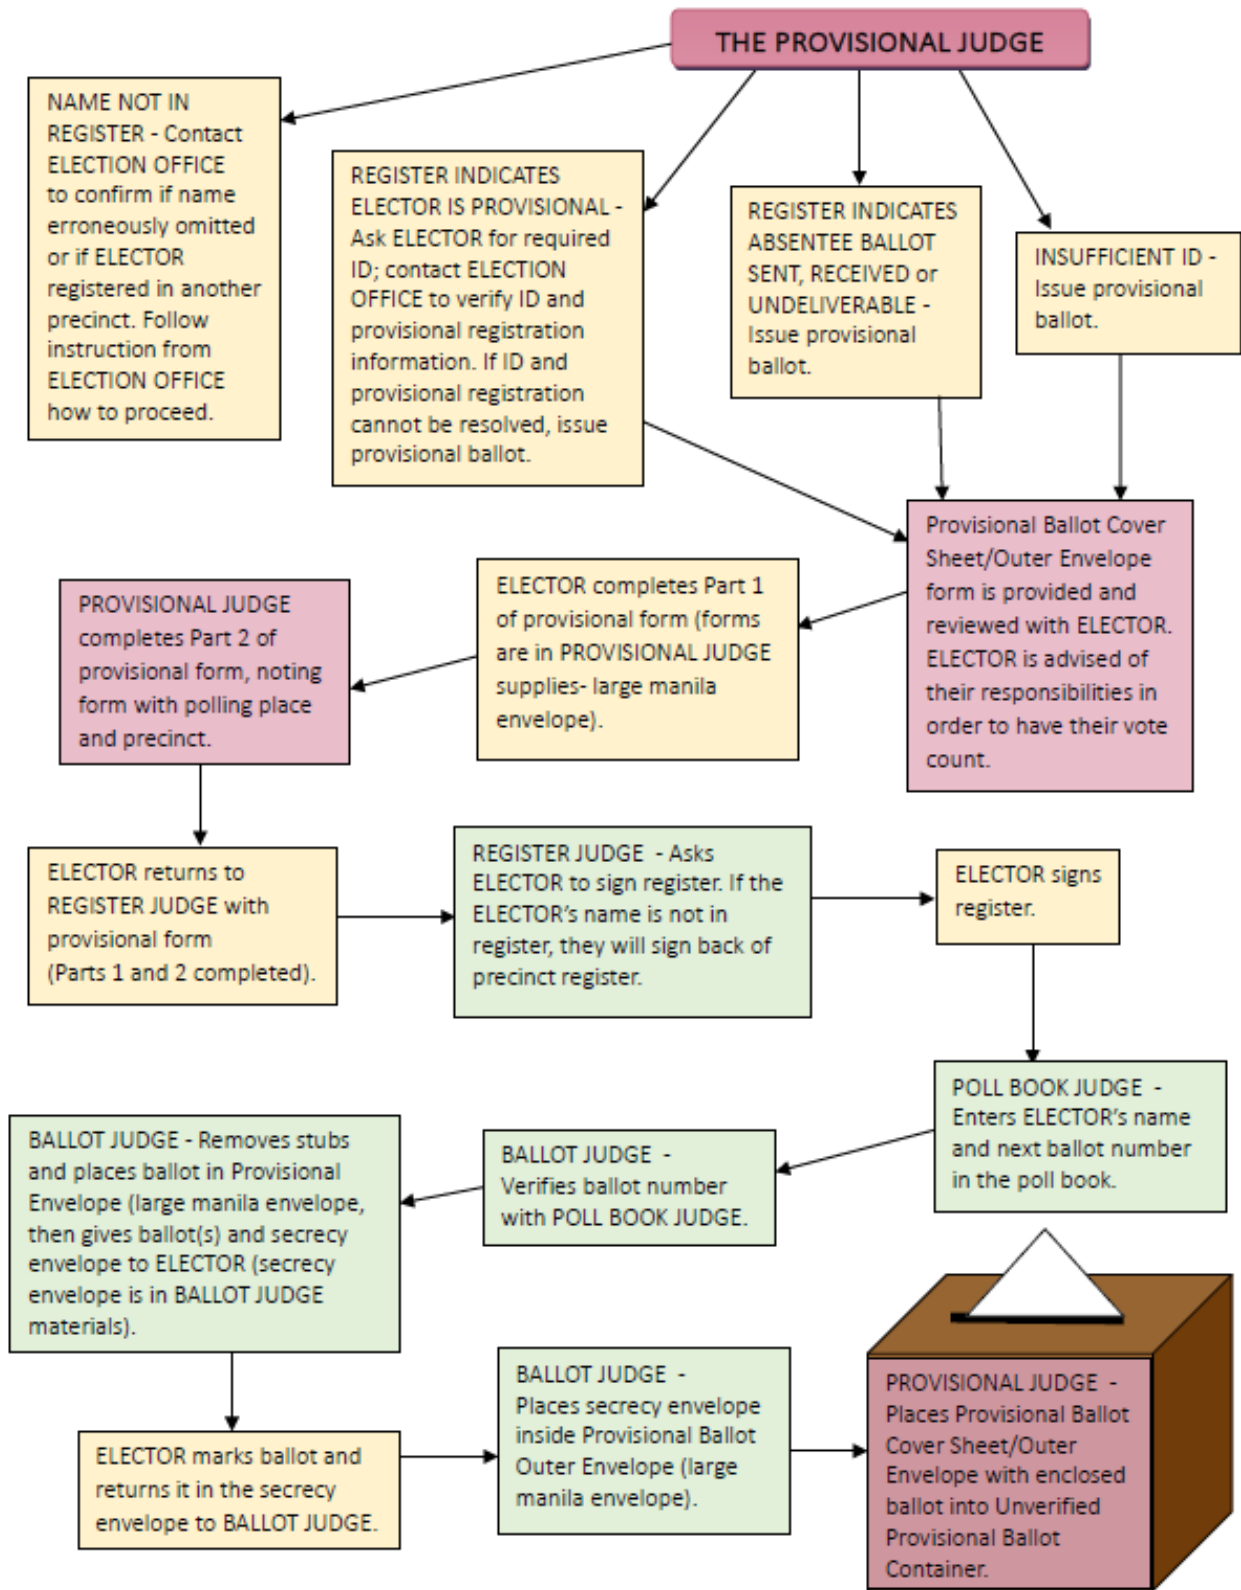 THE PROVISIONAL JUDGE
NAME NOT IN
REGISTER - Contact
ELECTION OFFICE
to confirm if name
erroneously omitted
or if ELECTOR
registered in another
precinct. Follow
instruction from
ELECTION OFFICE
how to proceed.
REGISTER INDICATES
ELECTOR IS PROVISIONAL -
Ask ELECTOR for required
ID; contact ELECTION
OFFICE to verify ID and
provisional registration
information. If ID and
provisional registration
cannot be resolved, issue
provisional ballot.
REGISTER INDICATES
ABSENTEE BALLOT
SENT, RECEIVED or
UNDELIVERABLE -
Issue provisional
ballot.
INSUFFICIENT ID -
Issue provisional
ballot.
Provisional Ballot Cover
Sheet/Outer Envelope
form is provided and
reviewed with ELECTOR.
ELECTOR is advised of
their responsibilities in
order to have their vote
count.
ELECTOR completes Part 1
of provisional form (forms
are in PROVISIONAL JUDGE
supplies- large manila
envelope).
PROVISIONAL JUDGE
completes Part 2 of
provisional form, noting
form with polling place
and precinct.
ELECTOR returns to
REGISTER JUDGE with
provisional form
(Parts 1 and 2 completed).
REGISTER JUDGE - Asks
ELECTOR to sign register. If the
ELECTOR's name is not in
register, they will sign back of
precinct register.
ELECTOR signs
register.
POLL BOOK JUDGE -
Enters ELECTOR's name
and next ballot number
in the poll book.
BALLOT JUDGE -
Verifies ballot number
with POLL BOOK JUDGE.
BALLOT JUDGE - Removes stubs
and places ballot in Provisional
Envelope (large manila envelope,
then gives ballot(s) and secrecy
envelope to ELECTOR (secrecy
envelope is in BALLOT JUDGE
materials).
ELECTOR marks ballot and
returns it in the secrecy
envelope to BALLOT JUDGE.
BALLOT JUDGE -
Places secrecy envelope
inside Provisional Ballot
Outer Envelope (large
manila envelope).
PROVISIONAL JUDGE -
Places Provisional Ballot
Cover Sheet/Outer
Envelope with enclosed
ballot into Unverified
Provisional Ballot
Container.